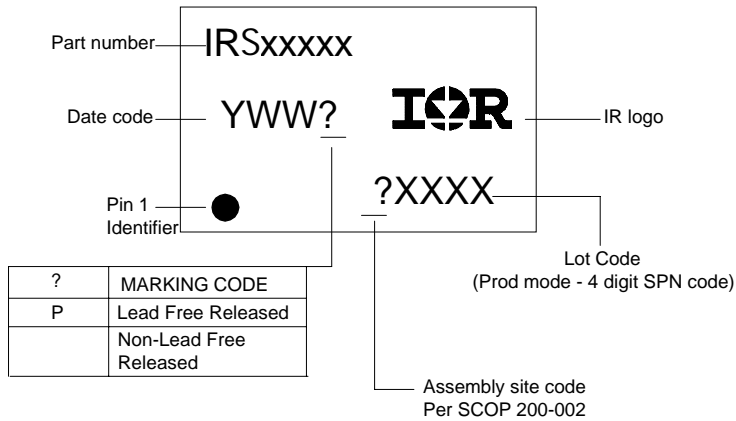 Part number
IRSxxxxx
Date code
YWW?
IOR
IR logo
Pin 1
Identifier
?XXXX
Lot Code
(Prod mode - 4 digit SPN code)
? MARKING CODE
P Lead Free Released
Non-Lead Free
Released
Assembly site code
Per SCOP 200-002